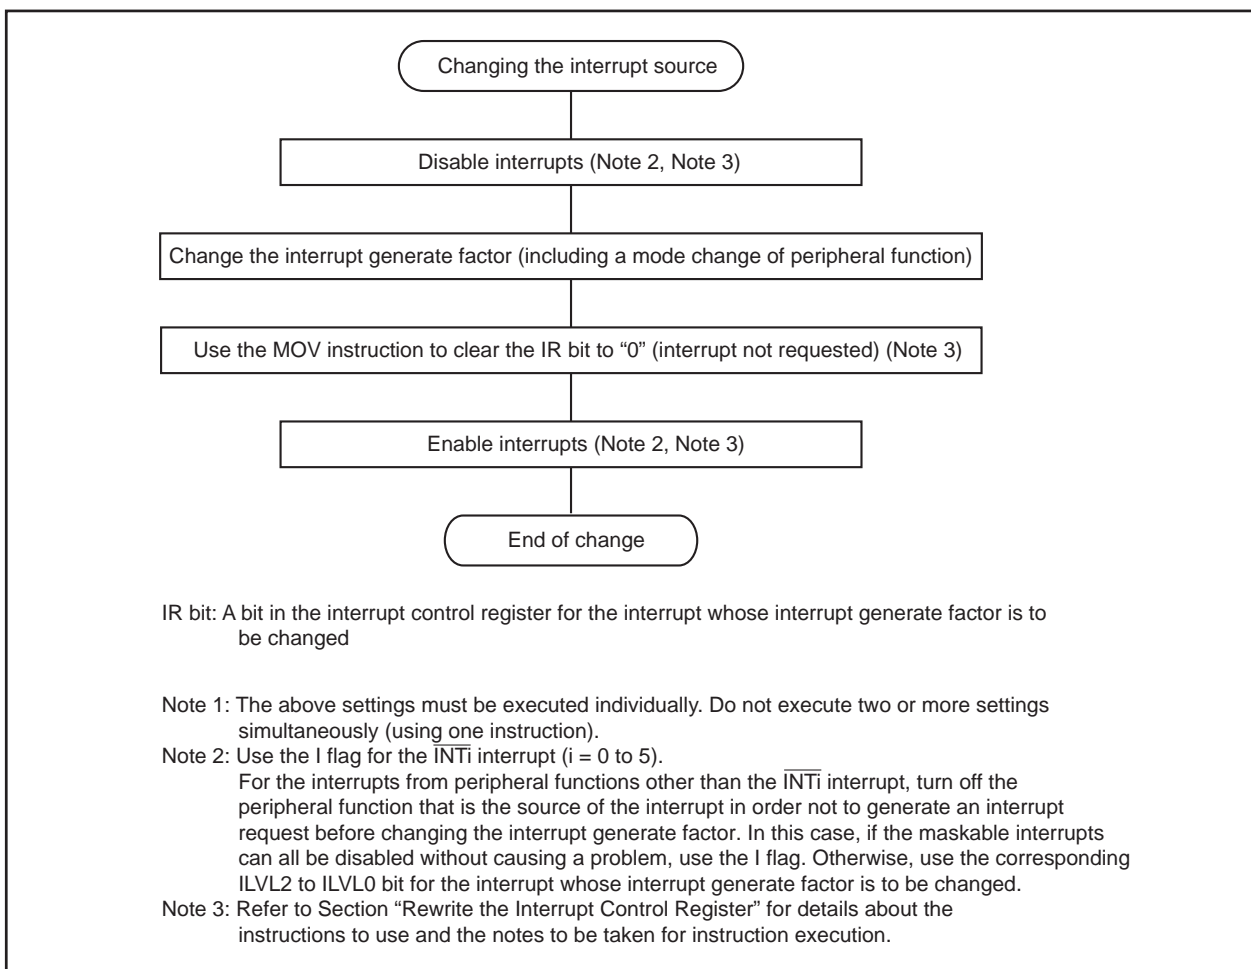 Changing the interrupt source
Disable interrupts (Note 2, Note 3)
Change the interrupt generate factor (including a mode change of peripheral function)
Use the MOV instruction to clear the IR bit to “0” (interrupt not requested) (Note 3)
Enable interrupts (Note 2, Note 3)
End of change
IR bit: A bit in the interrupt control register for the interrupt whose interrupt generate factor is to
be changed
Note 1: The above settings must be executed individually. Do not execute two or more settings
simultaneously (using one instruction).
Note 2: Use the I flag for the I̅N̅T̅i̅ interrupt (i = 0 to 5).
For the interrupts from peripheral functions other than the I̅N̅T̅i̅ interrupt, turn off the
peripheral function that is the source of the interrupt in order not to generate an interrupt
request before changing the interrupt generate factor. In this case, if the maskable interrupts
can all be disabled without causing a problem, use the I flag. Otherwise, use the corresponding
ILVL2 to ILVL0 bit for the interrupt whose interrupt generate factor is to be changed.
Note 3: Refer to Section “Rewrite the Interrupt Control Register” for details about the
instructions to use and the notes to be taken for instruction execution.